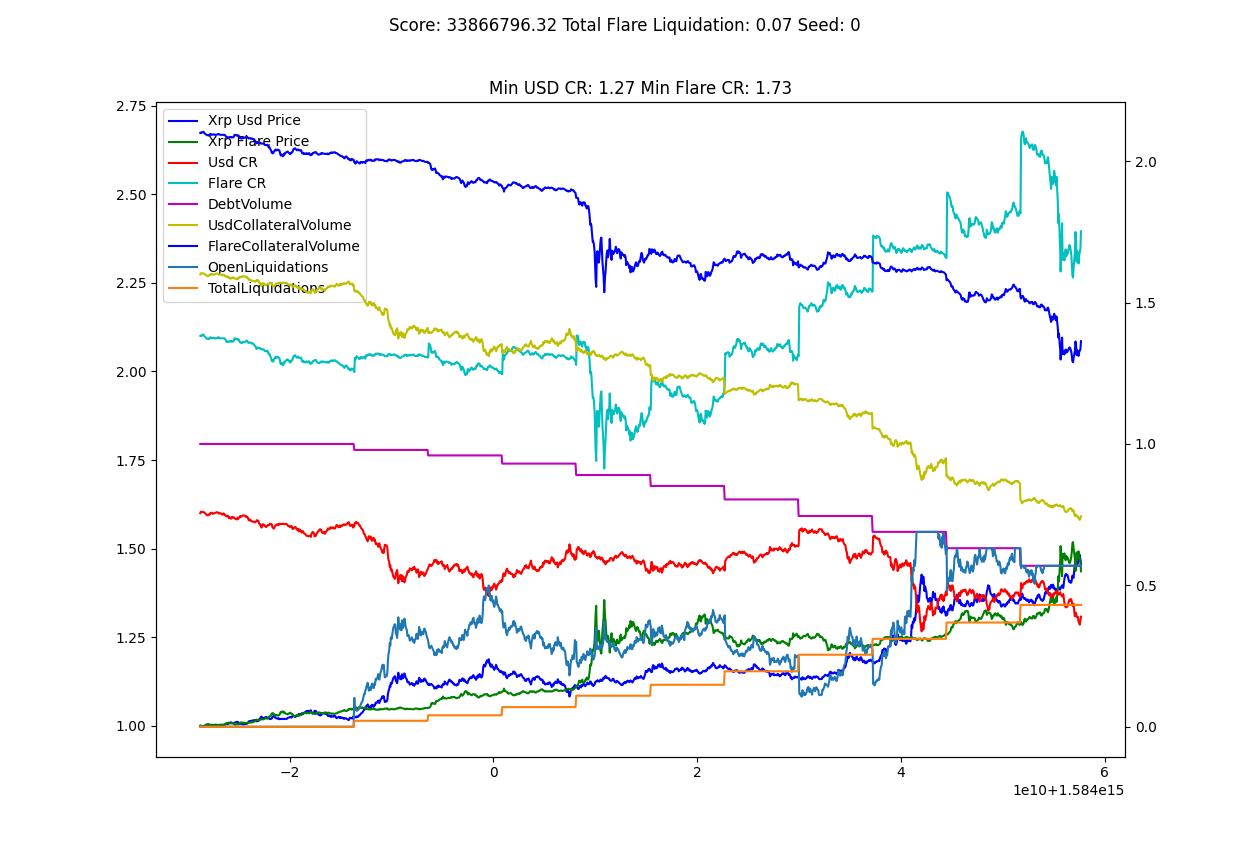 Score: 33866796.32 Total Flare Liquidation: 0.07 Seed: 0
Min USD CR: 1.27 Min Flare CR: 1.73
Xrp Usd Price
Xrp Flare Price
Usd CR
Flare CR
DebtVolume
UsdCollateralVolume
FlareCollateralVolume
OpenLiquidations
TotalLiquidations
2.75
2.50
2.25
2.00
1.75
1.50
1.25
1.00
2.0
1.5
1.0
0.5
0.0
−2 0 2 4 6
1e10+1.584e15